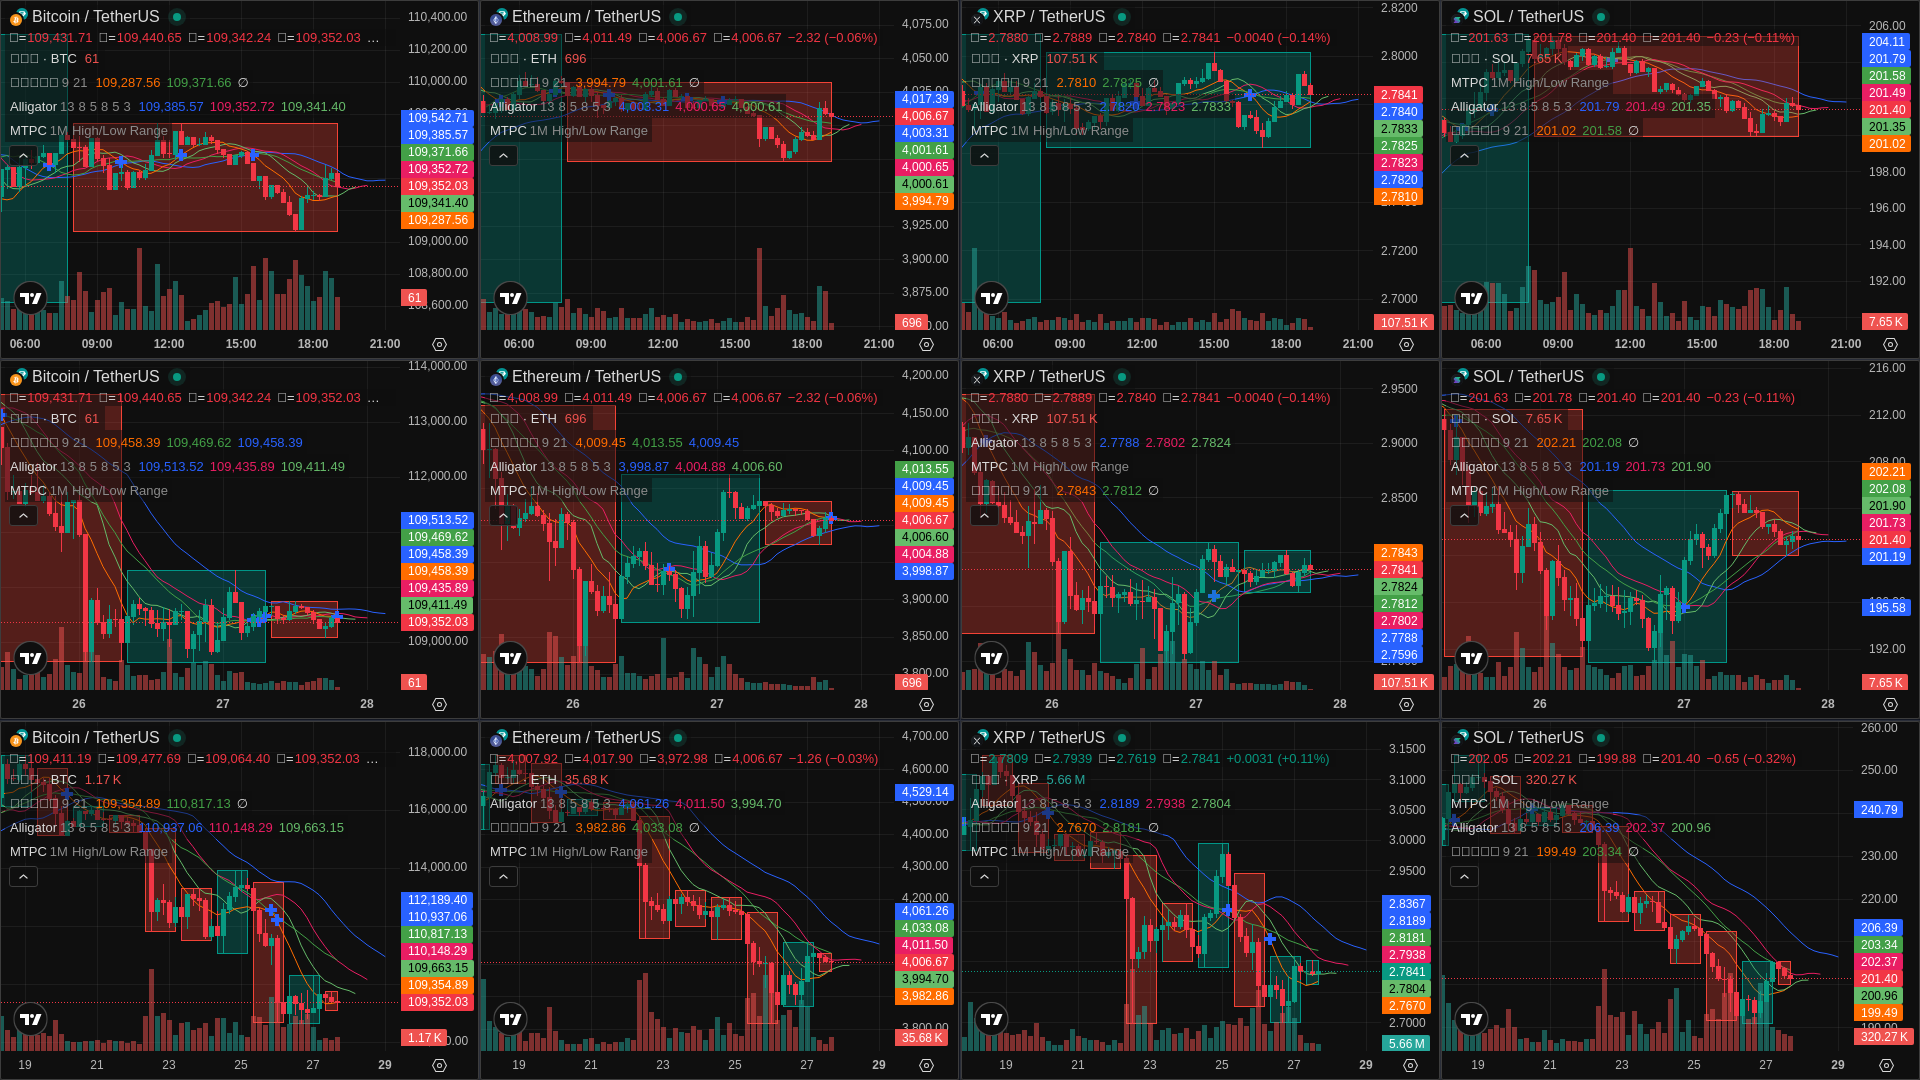 Bitcoin / TetherUS
□=109,431.71 □=109,440.65 □=109,342.24 □=109,352.03 ...
□□□ · BTC 61
□□□□□ 9 21 109,287.56 109,371.66 ∅
Alligator 13 8 5 8 5 3 109,385.57 109,352.72 109,341.40
MTPC 1M High/Low Range
110,400.00
110,200.00
110,000.00
109,542.71
109,385.57
109,371.66
109,352.72
109,352.03
109,341.40
109,287.56
109,000.00
108,800.00
61
06:00 09:00 12:00 15:00 18:00 21:00
Ethereum / TetherUS
□=4,008.99 □=4,011.49 □=4,006.67 □=4,006.67 −2.32 (−0.06%)
□□□ · ETH 696
□□□□□ 9 21 3,994.79 4,001.61 ∅
Alligator 13 8 5 8 5 3 4,003.31 4,000.65 4,000.61
MTPC 1M High/Low Range
4,075.00
4,050.00
4,017.39
4,006.67
4,003.31
4,001.61
4,000.65
4,000.61
3,994.79
3,925.00
3,900.00
3,875.00
696
06:00 09:00 12:00 15:00 18:00 21:00
XRP / TetherUS
□=2.7880 □=2.7889 □=2.7840 □=2.7841 −0.0040 (−0.14%)
□□□ · XRP 107.51 K
□□□□□ 9 21 2.7810 2.7825 ∅
Alligator 13 8 5 8 5 3 2.7820 2.7823 2.7833
MTPC 1M High/Low Range
2.8200
2.8000
2.7841
2.7840
2.7833
2.7825
2.7823
2.7820
2.7810
2.7200
2.7000
107.51 K
06:00 09:00 12:00 15:00 18:00 21:00
SOL / TetherUS
□=201.63 □=201.78 □=201.40 □=201.40 −0.23 (−0.11%)
□□□ · SOL 7.65 K
MTPC 1M High/Low Range
Alligator 13 8 5 8 5 3 201.79 201.49 201.35
□□□□□ 9 21 201.02 201.58 ∅
206.00
204.11
201.79
201.58
201.49
201.40
201.35
201.02
198.00
196.00
194.00
192.00
7.65 K
06:00 09:00 12:00 15:00 18:00 21:00
Bitcoin / TetherUS
□=109,431.71 □=109,440.65 □=109,342.24 □=109,352.03 ...
□□□ · BTC 61
□□□□□ 9 21 109,458.39 109,469.62 109,458.39
Alligator 13 8 5 8 5 3 109,513.52 109,435.89 109,411.49
MTPC 1M High/Low Range
114,000.00
113,000.00
112,000.00
109,513.52
109,469.62
109,458.39
109,458.39
109,435.89
109,411.49
109,352.03
109,000.00
61
26 27 28
Ethereum / TetherUS
□=4,008.99 □=4,011.49 □=4,006.67 □=4,006.67 −2.32 (−0.06%)
□□□ · ETH 696
□□□□□ 9 21 4,009.45 4,013.55 4,009.45
Alligator 13 8 5 8 5 3 3,998.87 4,004.88 4,006.60
MTPC 1M High/Low Range
4,200.00
4,150.00
4,100.00
4,013.55
4,009.45
4,009.45
4,006.67
4,006.60
4,004.88
3,998.87
3,900.00
3,850.00
696
26 27 28
XRP / TetherUS
□=2.7880 □=2.7889 □=2.7840 □=2.7841 −0.0040 (−0.14%)
□□□ · XRP 107.51 K
Alligator 13 8 5 8 5 3 2.7788 2.7802 2.7824
MTPC 1M High/Low Range
□□□□□ 9 21 2.7843 2.7812 ∅
2.9500
2.9000
2.8500
2.7843
2.7841
2.7824
2.7812
2.7802
2.7788
2.7596
107.51 K
26 27 28
SOL / TetherUS
□=201.63 □=201.78 □=201.40 □=201.40 −0.23 (−0.11%)
□□□ · SOL 7.65 K
□□□□□ 9 21 202.21 202.08 ∅
Alligator 13 8 5 8 5 3 201.19 201.73 201.90
MTPC 1M High/Low Range
216.00
212.00
208.00
202.21
202.08
201.90
201.73
201.40
201.19
195.58
192.00
7.65 K
26 27 28
Bitcoin / TetherUS
□=109,411.19 □=109,477.69 □=109,064.40 □=109,352.03 ...
□□□ · BTC 1.17 K
□□□□□ 9 21 109,354.89 110,817.13 ∅
Alligator 13 8 5 8 5 3 110,937.06 110,148.29 109,663.15
MTPC 1M High/Low Range
118,000.00
116,000.00
114,000.00
112,189.40
110,937.06
110,817.13
110,148.29
109,663.15
109,354.89
109,352.03
1.17 K
19 21 23 25 27 29
Ethereum / TetherUS
□=4,007.92 □=4,017.90 □=3,972.98 □=4,006.67 −1.26 (−0.03%)
□□□ · ETH 35.68 K
Alligator 13 8 5 8 5 3 4,061.26 4,011.50 3,994.70
□□□□□ 9 21 3,982.86 4,033.08 ∅
MTPC 1M High/Low Range
4,700.00
4,600.00
4,529.14
4,500.00
4,400.00
4,300.00
4,200.00
4,061.26
4,033.08
4,011.50
4,006.67
3,994.70
3,982.86
3,800.00
35.68 K
19 21 23 25 27 29
XRP / TetherUS
□=2.7809 □=2.7939 □=2.7619 □=2.7841 +0.0031 (+0.11%)
□□□ · XRP 5.66 M
Alligator 13 8 5 8 5 3 2.8189 2.7938 2.7804
□□□□□ 9 21 2.7670 2.8181 ∅
MTPC 1M High/Low Range
3.1500
3.1000
3.0500
3.0000
2.9500
2.8367
2.8189
2.8181
2.7938
2.7841
2.7804
2.7670
2.7000
5.66 M
19 21 23 25 27 29
SOL / TetherUS
□=202.05 □=202.21 □=199.88 □=201.40 −0.65 (−0.32%)
□□□ · SOL 320.27 K
MTPC 1M High/Low Range
Alligator 13 8 5 8 5 3 206.39 202.37 200.96
□□□□□ 9 21 199.49 203.34 ∅
260.00
250.00
240.79
230.00
220.00
206.39
203.34
202.37
201.40
200.96
199.49
190.00
320.27 K
19 21 23 25 27 29